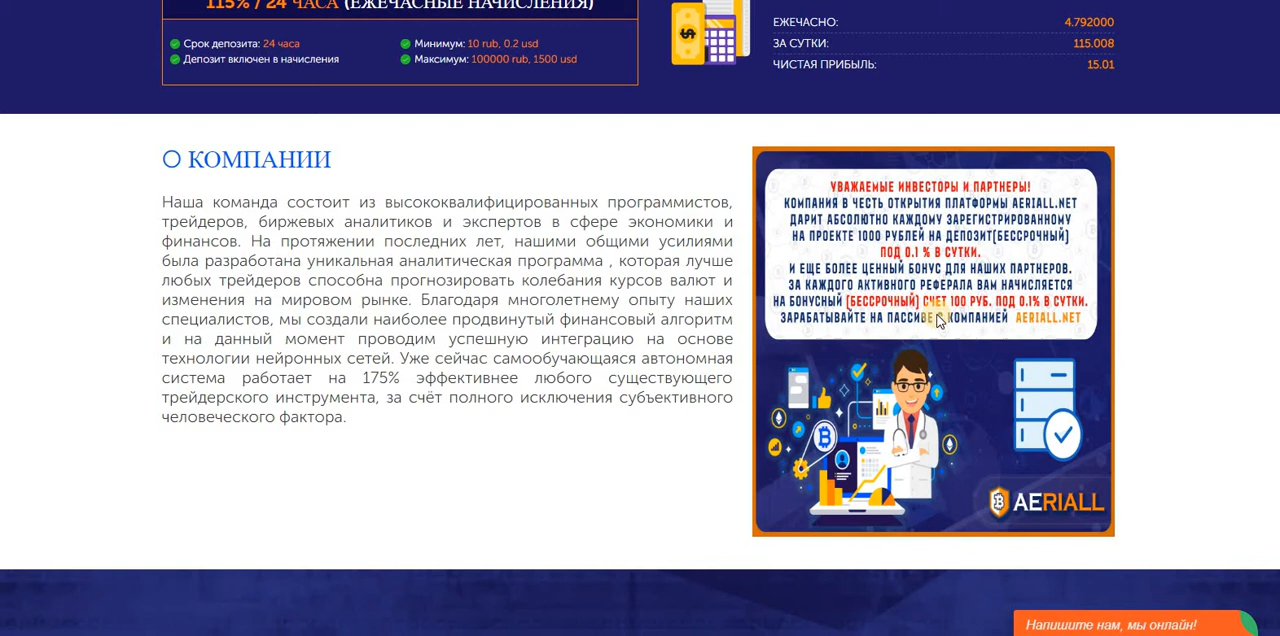 115% / 24 ЧАСА (ЕЖЕЧАСНЫЕ НАЧИСЛЕНИЯ)
Срок депозита: 24 часа
Минимум: 10 rub, 0.2 usd
Депозит включен в начисления
Максимум: 100000 rub, 1500 usd
ЕЖЕЧАСНО: 4.792000
ЗА СУТКИ: 115.008
ЧИСТАЯ ПРИБЫЛЬ: 15.01
О КОМПАНИИ
Наша команда состоит из высококвалифицированных программистов,
трейдеров, биржевых аналитиков и экспертов в сфере экономики и
финансов. На протяжении последних лет, нашими общими усилиями
была разработана уникальная аналитическая программа , которая лучше
любых трейдеров способна прогнозировать колебания курсов валют и
изменения на мировом рынке. Благодаря многолетнему опыту наших
специалистов, мы создали наиболее продвинутый финансовый алгоритм
и на данный момент проводим успешную интеграцию на основе
технологии нейронных сетей. Уже сейчас самообучающаяся автономная
система работает на 175% эффективнее любого существующего
трейдерского инструмента, за счёт полного исключения субъективного
человеческого фактора.
УВАЖАЕМЫЕ ИНВЕСТОРЫ И ПАРТНЕРЫ!
КОМПАНИЯ В ЧЕСТЬ ОТКРЫТИЯ ПЛАТФОРМЫ AERIALL.NET
ДАРИТ АБСОЛЮТНО КАЖДОМУ ЗАРЕГИСТРИРОВАННОМУ
НА ПРОЕКТЕ 1000 РУБЛЕЙ НА ДЕПОЗИТ(БЕССРОЧНЫЙ)
ПОД 0.1 % В СУТКИ.
И ЕЩЕ БОЛЕЕ ЦЕННЫЙ БОНУС ДЛЯ НАШИХ ПАРТНЕРОВ.
ЗА КАЖДОГО АКТИВНОГО РЕФЕРАЛА ВАМ НАЧИСЛЯЕТСЯ
НА БОНУСНЫЙ (БЕССРОЧНЫЙ) СЧЕТ 100 РУБ. ПОД 0.1% В СУТКИ.
ЗАРАБАТЫВАЙТЕ НА ПАССИВЕ С КОМПАНИЕЙ AERIALL.NET
AERIALL
Напишите нам, мы онлайн!